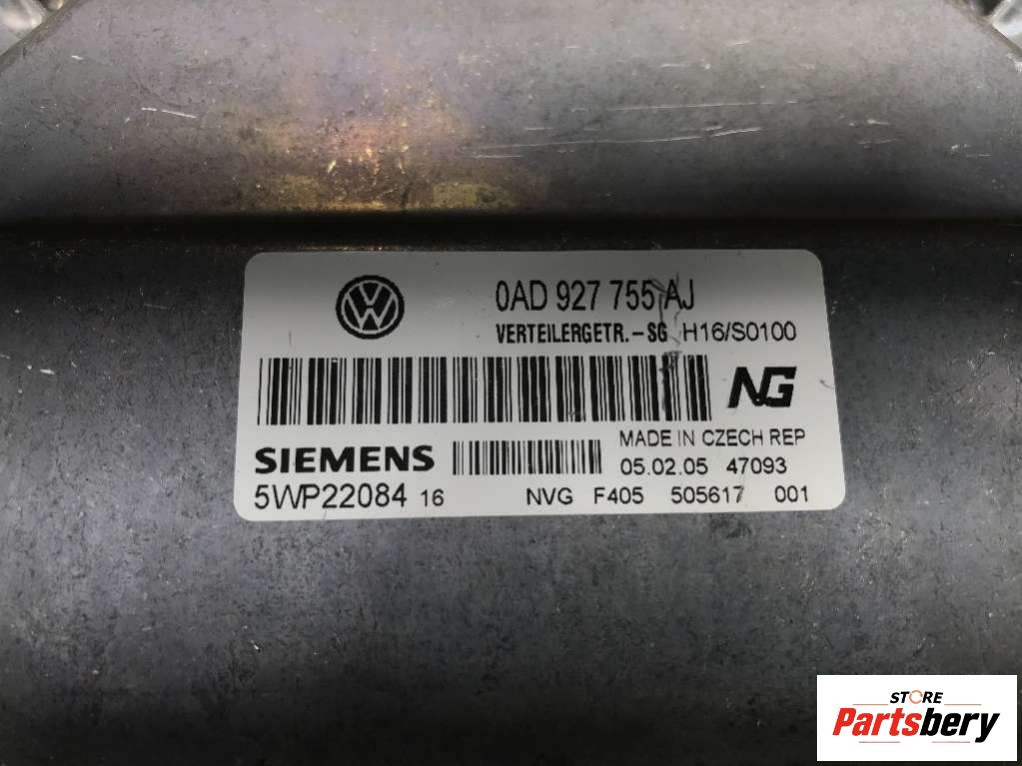 VW
0AD 927 755 AJ
VERTEILERGETR.-SG H16/S0100
NG
SIEMENS
MADE IN CZECH REP
05.02.05 47093
5WP22084 16
NVG F405 505617 001
STORE
Partsbery